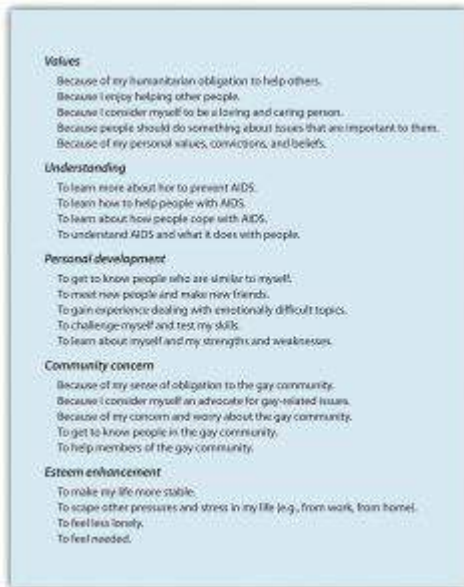 Values
Because of my humanitarian obligation to help others.
Because I enjoy helping other people.
Because I consider myself to be a loving and caring person.
Because people should do something about issues that are important to them.
Because of my personal values, convictions, and beliefs.
Understanding
To learn more about hor to prevent AIDS.
To learn how to help people with AIDS.
To learn about how people cope with AIDS.
To understand AIDS and what it does with people.
Personal development
To get to know people who are similar to myself.
To meet new people and make new friends.
To gain experience dealing with emotionally difficult topics.
To challenge myself and test my skills.
To learn about myself and my strengths and weaknesses.
Community concern
Because of my sense of obligation to the gay community.
Because I consider myself an advocate for gay-related issues.
Because of my concern and worry about the gay community.
To get to know people in the gay community.
To help members of the gay community.
Esteem enhancement
To make my life more stable.
To scape other pressures and stress in my life (e.g., from work, from home).
To feel less lonely.
To feel needed.